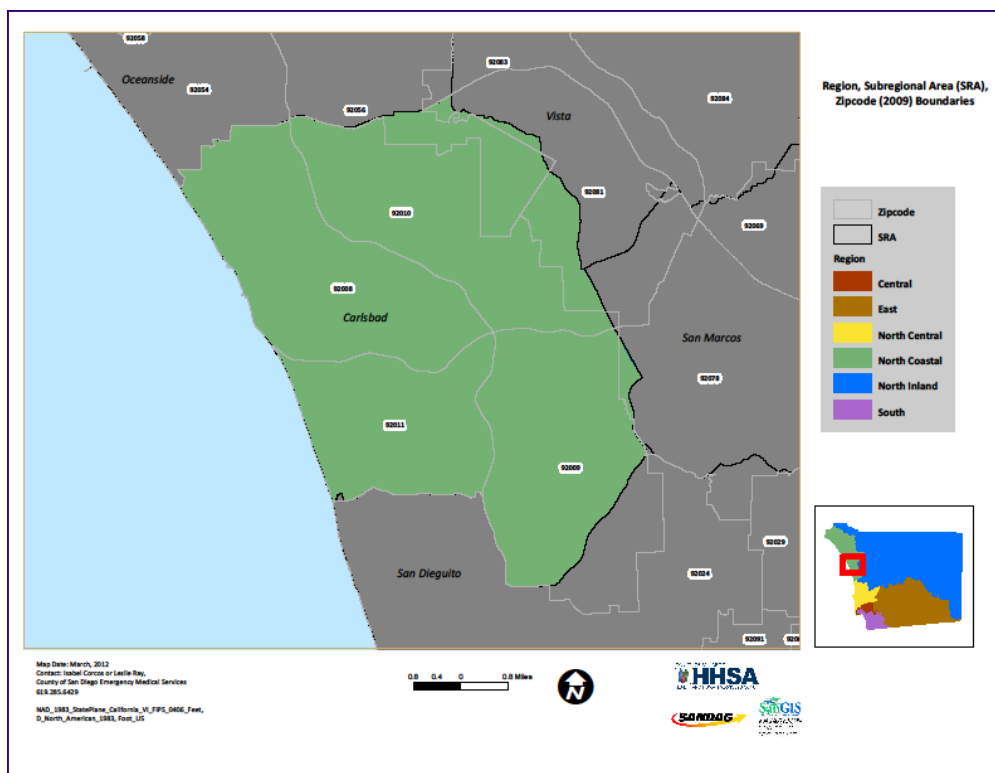 Region, Subregional Area (SRA),
Zipcode (2009) Boundaries
92058
Oceanside
92054
92056
92083
92084
Vista
92081
92069
92010
92008
Carlsbad
San Marcos
92078
92011
92009
San Dieguito
92024
92029
92091
Zipcode
SRA
Region
Central
East
North Central
North Coastal
North Inland
South
Map Date: March, 2012
Contact: Isabel Corcos or Leslie Ray,
County of San Diego Emergency Medical Services
619.285.6429
NAD_1983_StatePlane_California_VI_FIPS_0406_Feet,
D_North_American_1983, Foot_US
0.8 0.4 0 0.8 Miles
N
HHSA
SANDAG
SanGIS